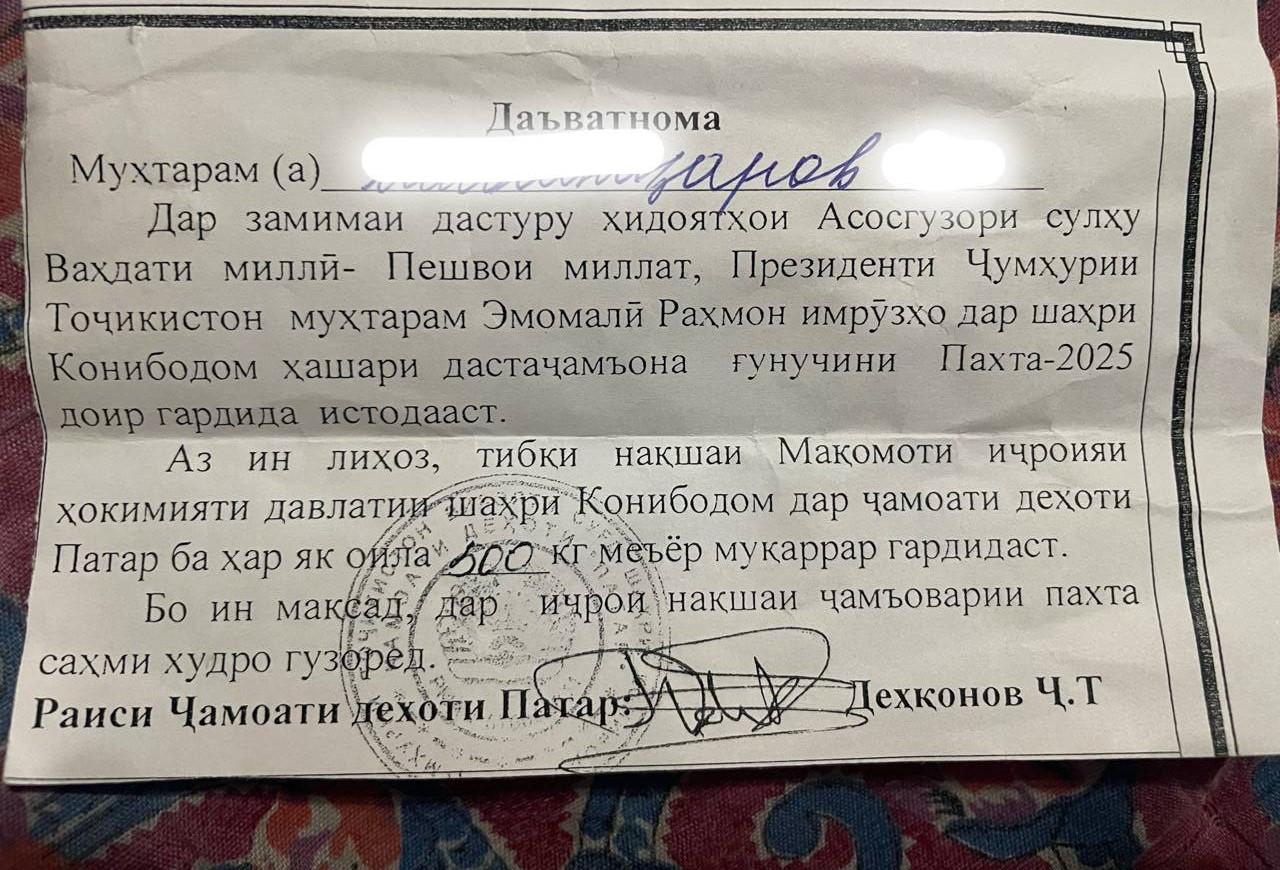 Даъватнома
Муҳтарам (а)
Дар замимаи дастуру ҳидоятҳои Асосгузори сулҳу
Ваҳдати миллӣ- Пешвои миллат, Президенти Ҷумҳурии
Тоҷикистон муҳтарам Эмомалӣ Раҳмон имрӯзҳо дар шаҳри
Конибодом ҳашари дастаҷамъона ғунучини Пахта-2025
доир гардида истодааст.
Аз ин лиҳоз, тибқи нақшаи Мақомоти иҷроияи
ҳокимияти давлатии шаҳри Конибодом дар ҷамоати деҳоти
Патар ба ҳар як оила 500 кг меъёр муқаррар гардидаст.
Бо ин мақсад, дар иҷрои нақшаи ҷамъоварии пахта
саҳми худро гузоред.
Раиси Ҷамоати деҳоти Патар: Деҳқонов Ҷ.Т